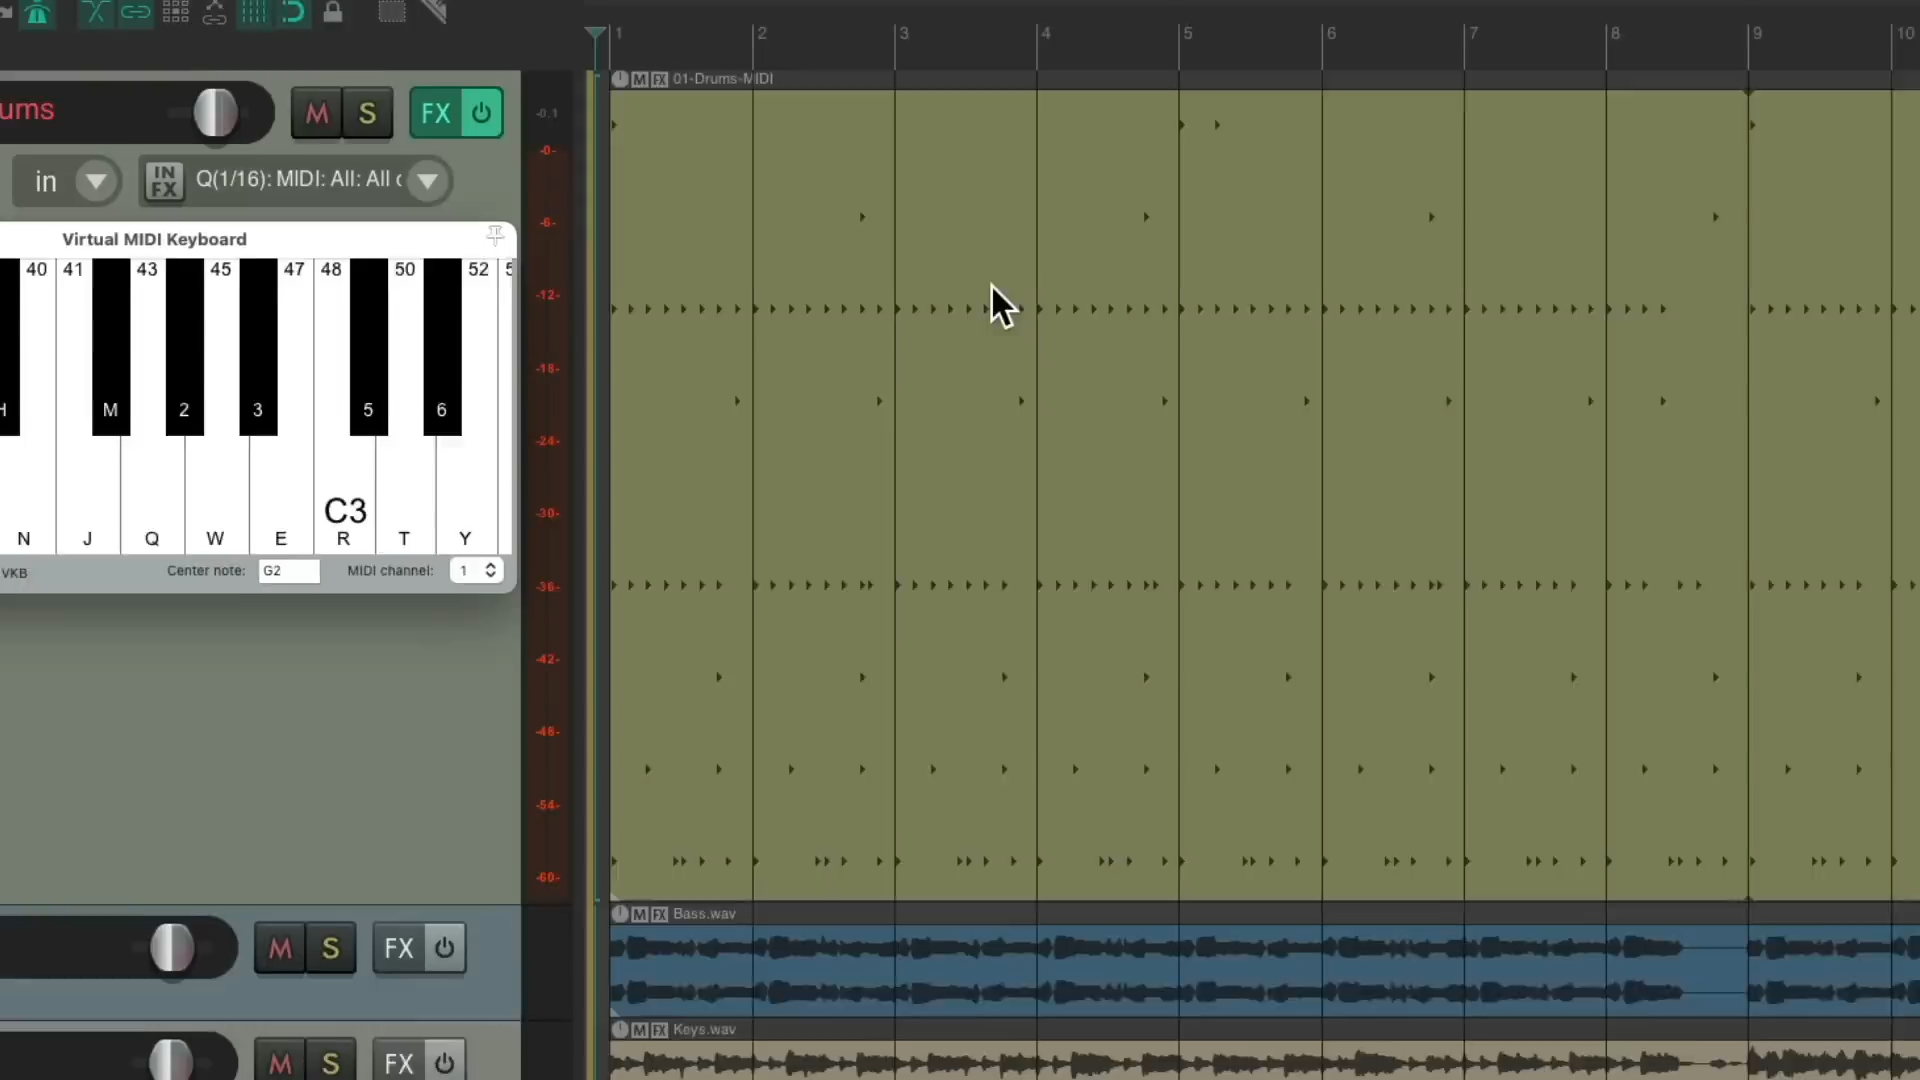 1 2 3 4 5 6 7 8 9 10
M FX 01-Drums-MIDI
ums M S FX
-0.1
-0-
in IN FX Q(1/16): MIDI: All: All c
-6-
Virtual MIDI Keyboard
40 41 43 45 47 48 50 52 5
-12-
-18-
H M 2 3 5 6
-24-
-30-
C3
N J Q W E R T Y
VKB Center note: G2 MIDI channel: 1
-36-
-42-
-48-
-54-
-60-
M FX Bass.wav
M S FX
M FX Keys.wav
M S FX